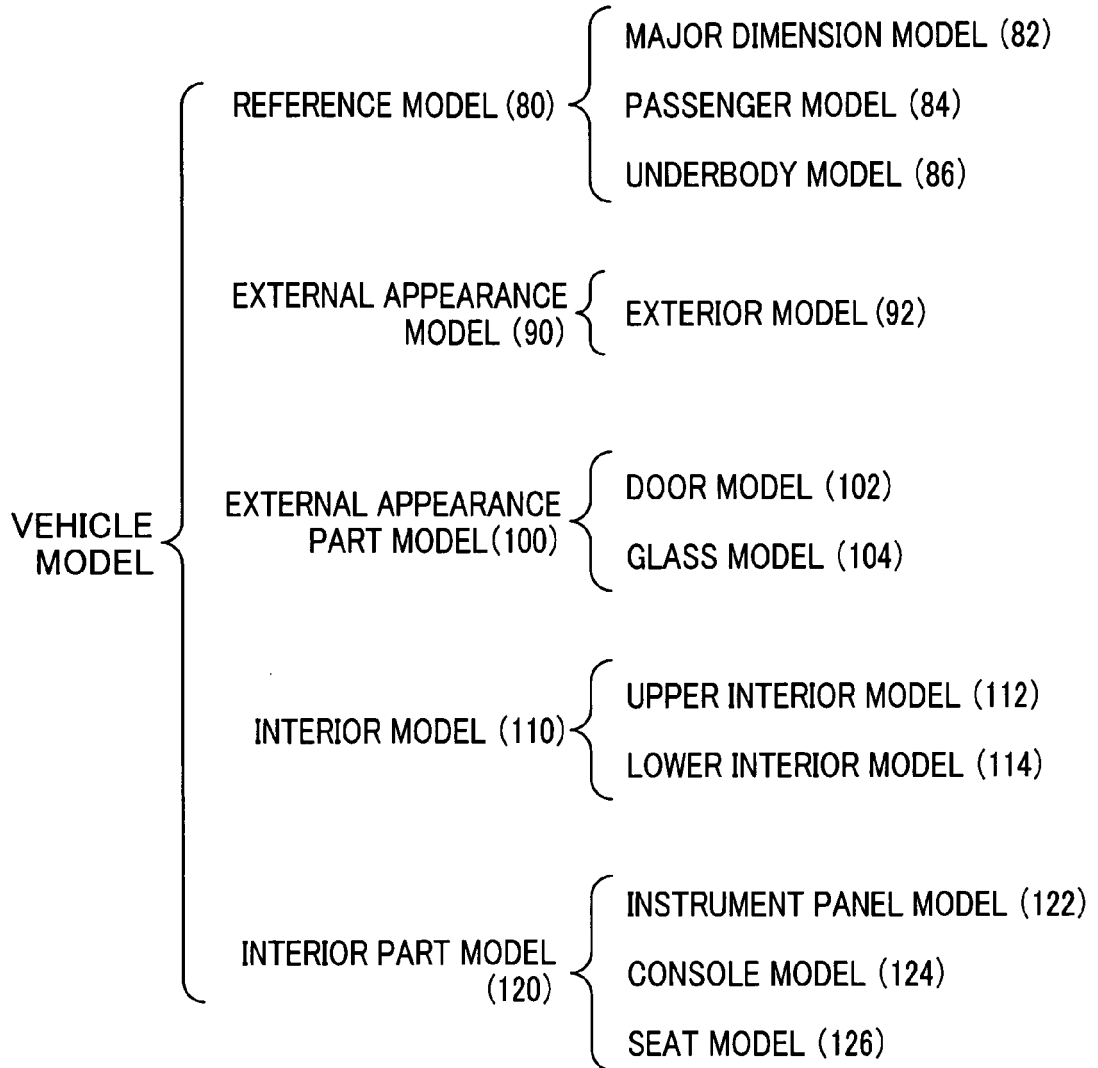 VEHICLE
MODEL
REFERENCE MODEL (80)
MAJOR DIMENSION MODEL (82)
PASSENGER MODEL (84)
UNDERBODY MODEL (86)
EXTERNAL APPEARANCE
MODEL (90)
EXTERIOR MODEL (92)
EXTERNAL APPEARANCE
PART MODEL(100)
DOOR MODEL (102)
GLASS MODEL (104)
INTERIOR MODEL (110)
UPPER INTERIOR MODEL (112)
LOWER INTERIOR MODEL (114)
INTERIOR PART MODEL
(120)
INSTRUMENT PANEL MODEL (122)
CONSOLE MODEL (124)
SEAT MODEL (126)